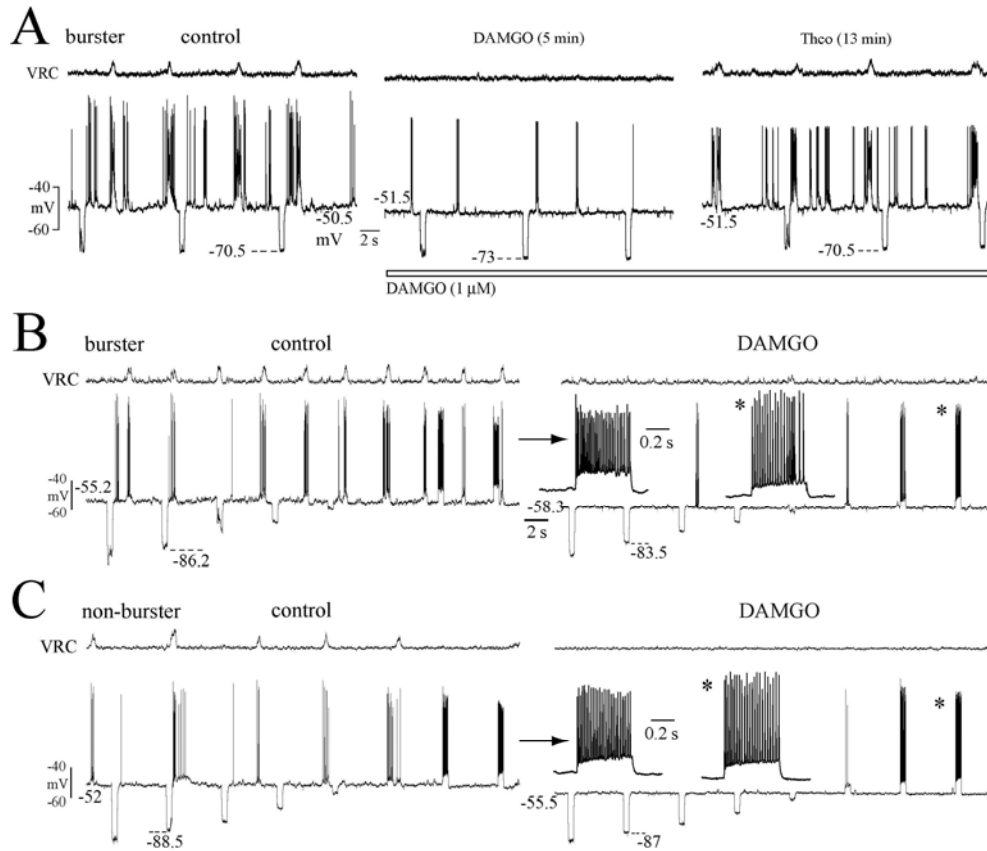 A
burster control
DAMGO (5 min)
Theo (13 min)
VRC
-40
mV
-60
-50.5
mV
2 s
-70.5
-51.5
-73
-51.5
-70.5
DAMGO (1 μM)
B
burster control
DAMGO
VRC
*
*
0.2 s
-40
mV
-60
-55.2
-86.2
-58.3
2 s
-83.5
C
non-burster control
DAMGO
VRC
*
*
0.2 s
-40
mV
-60
-52
-88.5
-55.5
-87